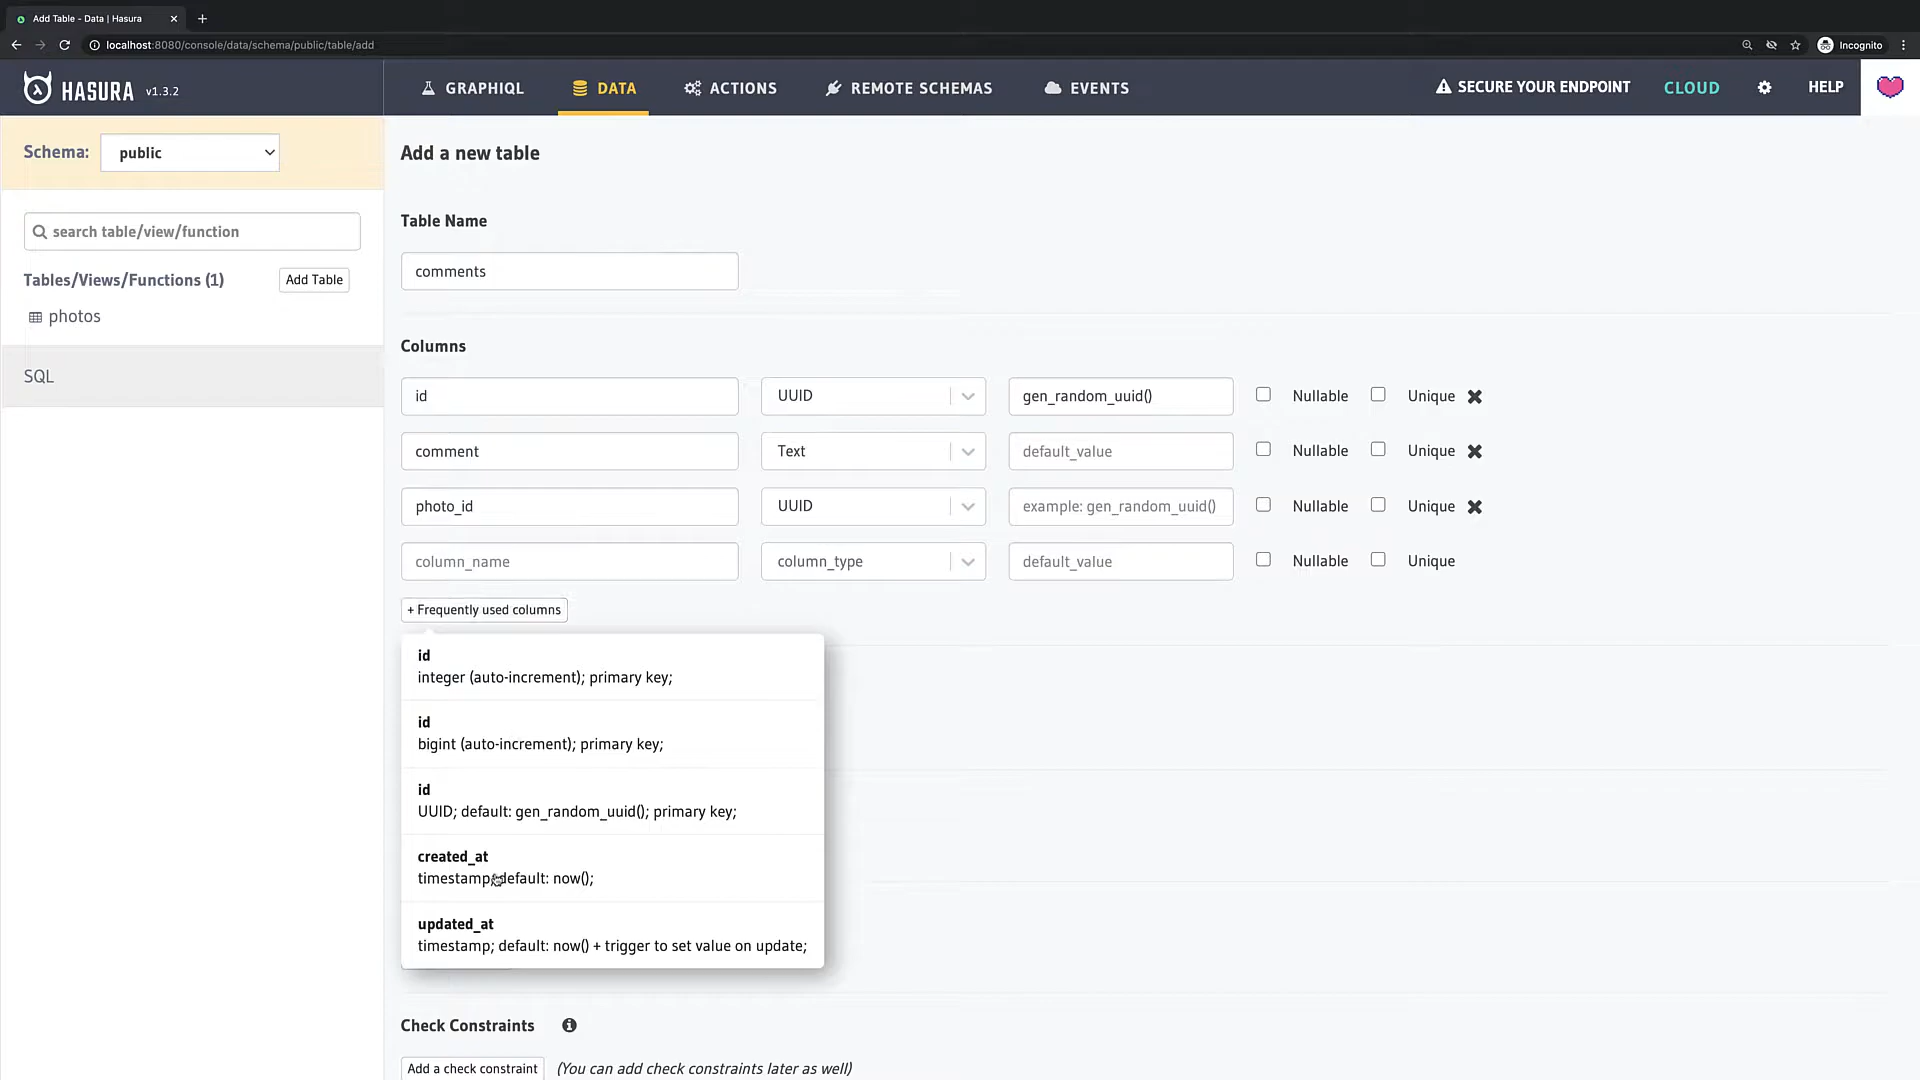 Add Table - Data | Hasura
localhost:8080/console/data/schema/public/table/add
Incognito
HASURA v1.3.2
GRAPHIQL
DATA
ACTIONS
REMOTE SCHEMAS
EVENTS
SECURE YOUR ENDPOINT
CLOUD
HELP
Schema: public
search table/view/function
Tables/Views/Functions (1) Add Table
photos
SQL
Add a new table
Table Name
comments
Columns
id UUID gen_random_uuid() Nullable Unique
comment Text default_value Nullable Unique
photo_id UUID example: gen_random_uuid() Nullable Unique
column_name column_type default_value Nullable Unique
+ Frequently used columns
id
integer (auto-increment); primary key;
id
bigint (auto-increment); primary key;
id
UUID; default: gen_random_uuid(); primary key;
created_at
timestamp; default: now();
updated_at
timestamp; default: now() + trigger to set value on update;
Check Constraints
Add a check constraint (You can add check constraints later as well)